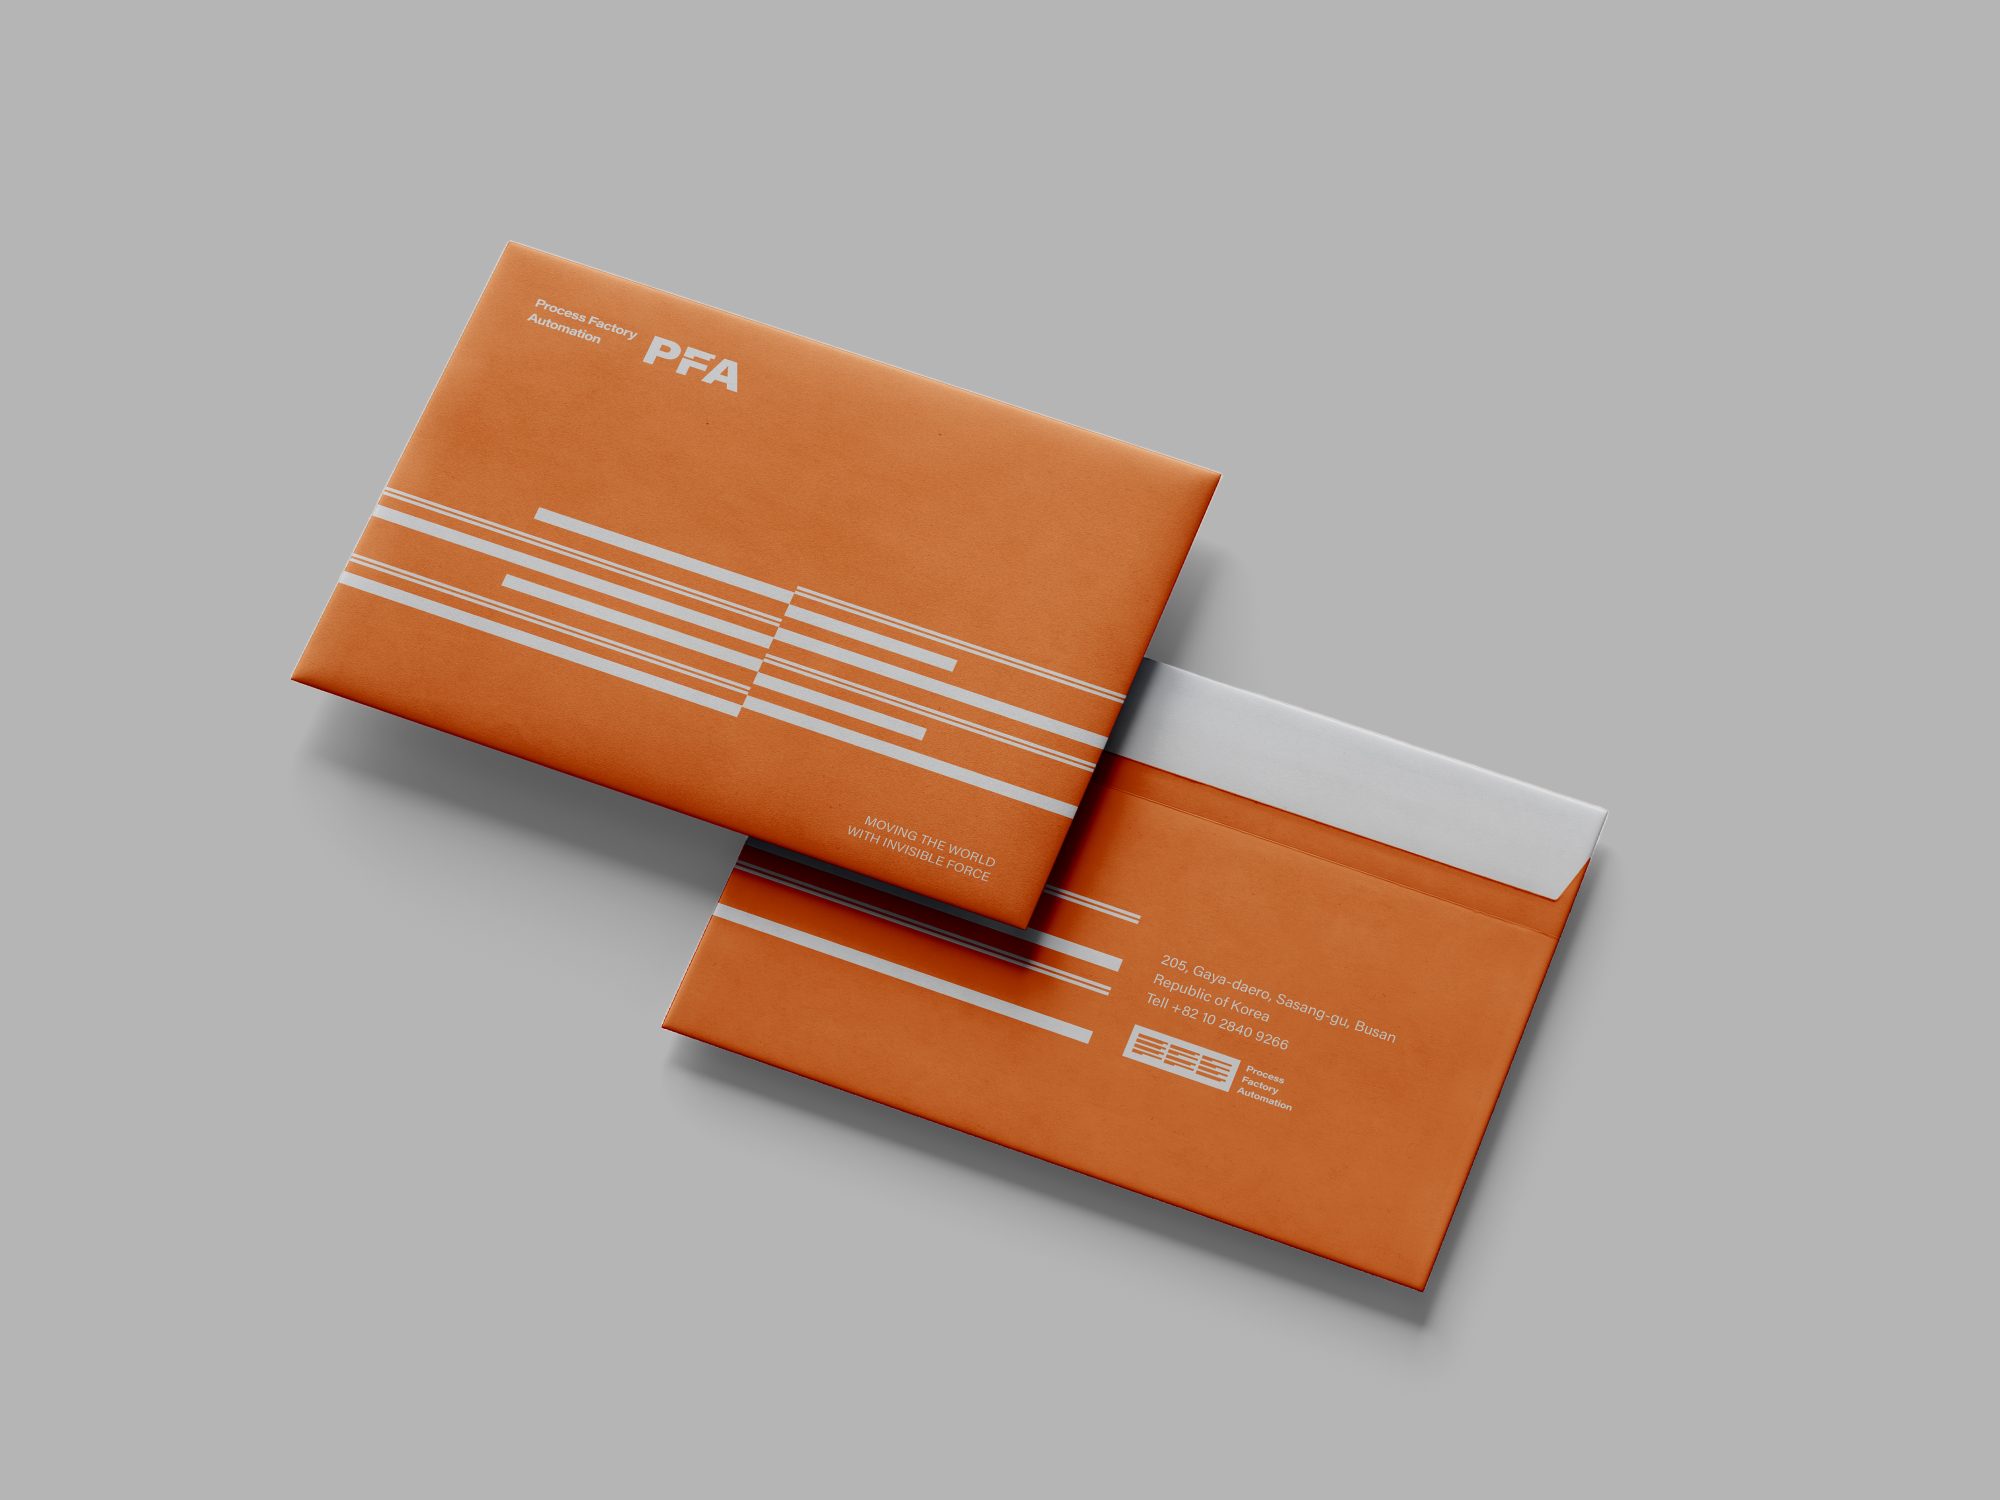 Process Factory
Automation
PFA
MOVING THE WORLD
WITH INVISIBLE FORCE
205, Gaya-daero, Sasang-gu, Busan
Republic of Korea
Tell +82 10 2840 9266
Process
Factory
Automation